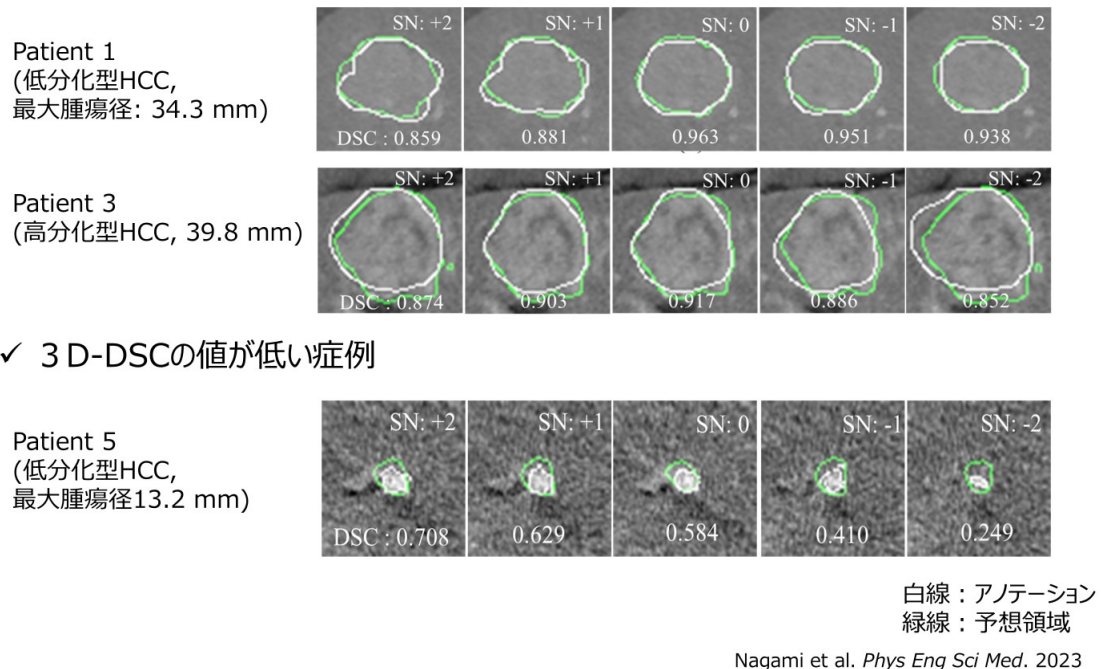 Patient 1
(低分化型HCC,
最大腫瘍径: 34.3 mm)
SN: +2 SN: +1 SN: 0 SN: -1 SN: -2
DSC : 0.859 0.881 0.963 0.951 0.938
Patient 3
(高分化型HCC, 39.8 mm)
SN: +2 SN: +1 SN: 0 SN: -1 SN: -2
DSC : 0.874 0.903 0.917 0.886 0.852
✓ 3D-DSCの値が低い症例
Patient 5
(低分化型HCC,
最大腫瘍径13.2 mm)
SN: +2 SN: +1 SN: 0 SN: -1 SN: -2
DSC : 0.708 0.629 0.584 0.410 0.249
白線：アノテーション
緑線：予想領域
Nagami et al. Phys Eng Sci Med. 2023